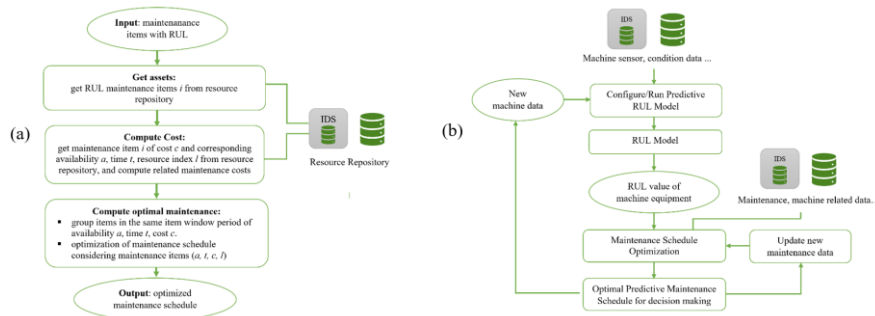 (a)
Input: maintenanance
items with RUL
Get assets:
get RUL maintenance items i from resource
repository
Compute Cost:
get maintenance item i of cost c and corresponding
availability a, time t, resource index l from resource
repository, and compute related maintenance costs
Compute optimal maintenance:
▪ group items in the same item window period of
availability a, time t, cost c.
▪ optimization of maintenance schedule
considering maintenance items (a, t, c, l)
Output: optimized
maintenance schedule
IDS
Resource Repository
(b)
IDS
Machine sensor, condition data ...
New
machine data
Configure/Run Predictive
RUL Model
RUL Model
RUL value of
machine equipment
IDS
Maintenance, machine related data..
Maintenance Schedule
Optimization
Update new
maintenance data
Optimal Predictive Maintenance
Schedule for decision making